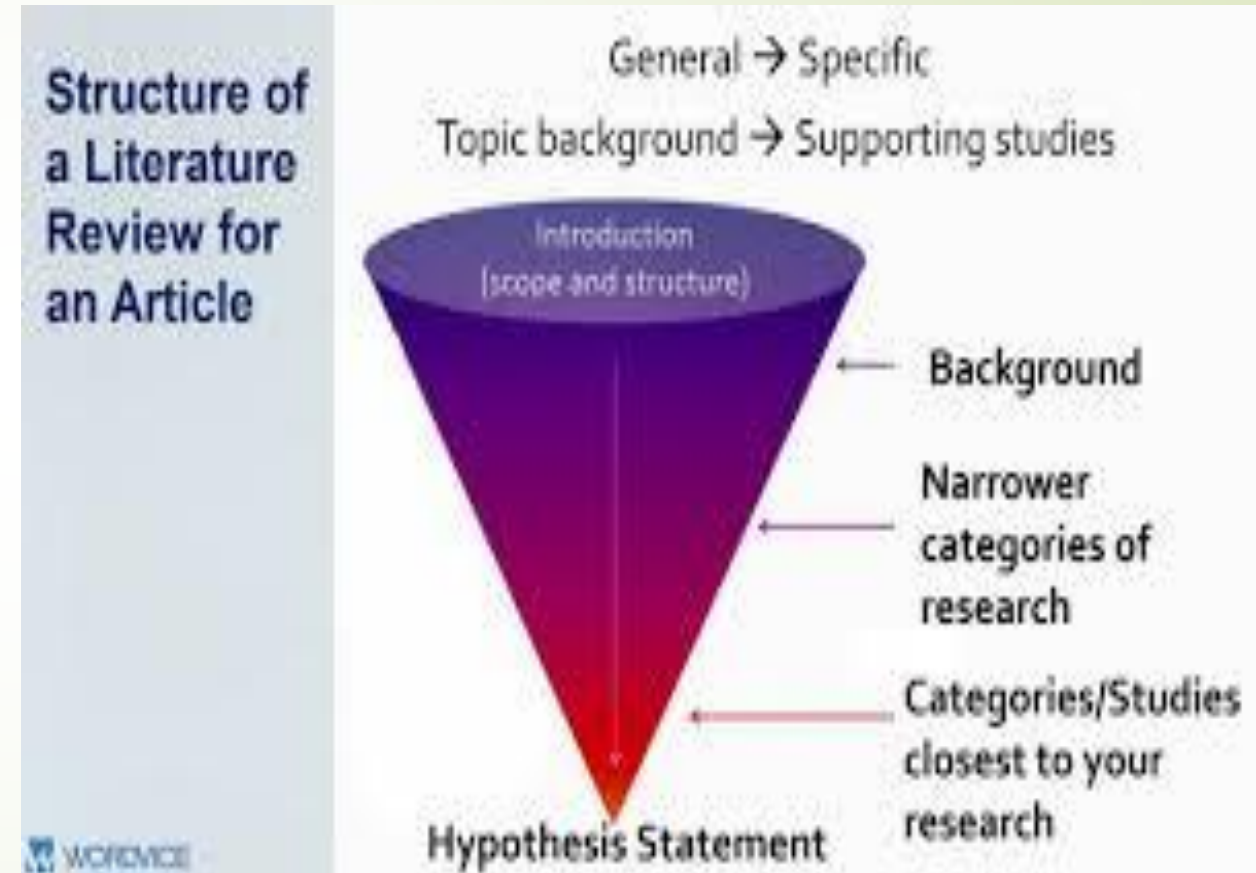 Structure of
a Literature
Review for
an Article
General → Specific
Topic background → Supporting studies
Introduction
(scope and structure)
Background
Narrower
categories of
research
Categories/Studies
closest to your
research
Hypothesis Statement
WORDVICE